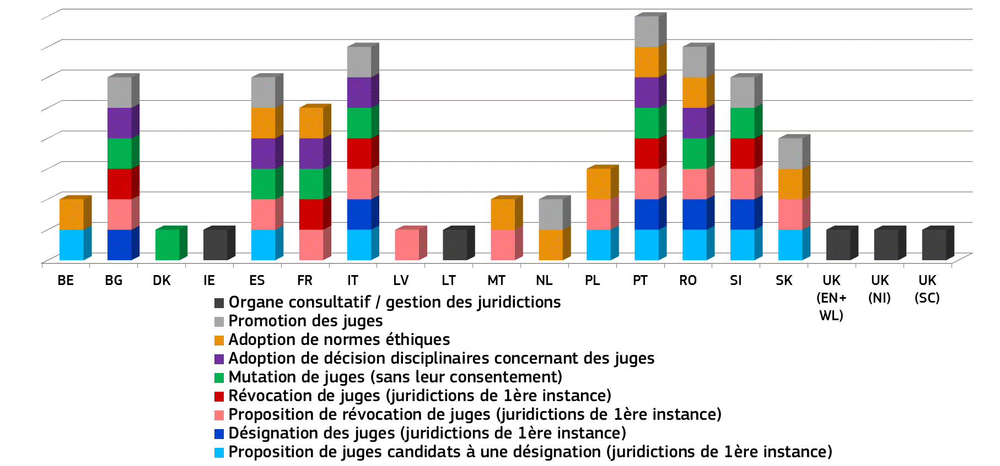 BE BG DK IE ES FR IT LV LT MT NL PL PT RO SI SK UK UK UK
(EN+ (NI) (SC)
WL)
Organe consultatif / gestion des juridictions
Promotion des juges
Adoption de normes éthiques
Adoption de décision disciplinaires concernant des juges
Mutation de juges (sans leur consentement)
Révocation de juges (juridictions de 1ère instance)
Proposition de révocation de juges (juridictions de 1ère instance)
Désignation des juges (juridictions de 1ère instance)
Proposition de juges candidats à une désignation (juridictions de 1ère instance)